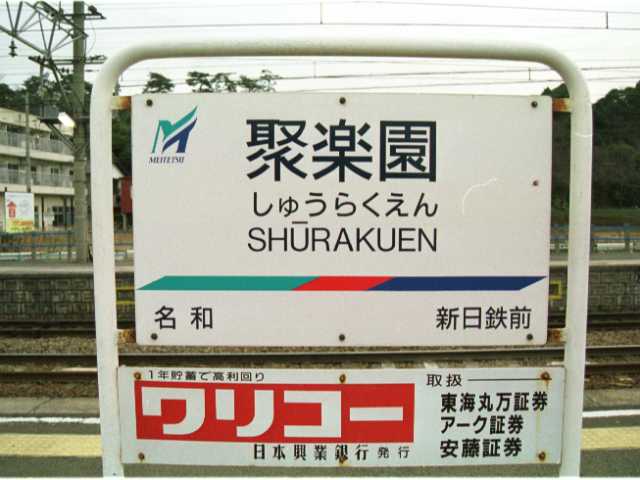 MEITETSU
聚楽園
しゅうらくえん
SHŪRAKUEN
名和
新日鉄前
1年貯蓄で高利回り
ワリコー
日本興業銀行 発行
取扱
東海丸万証券
アーク証券
安藤証券